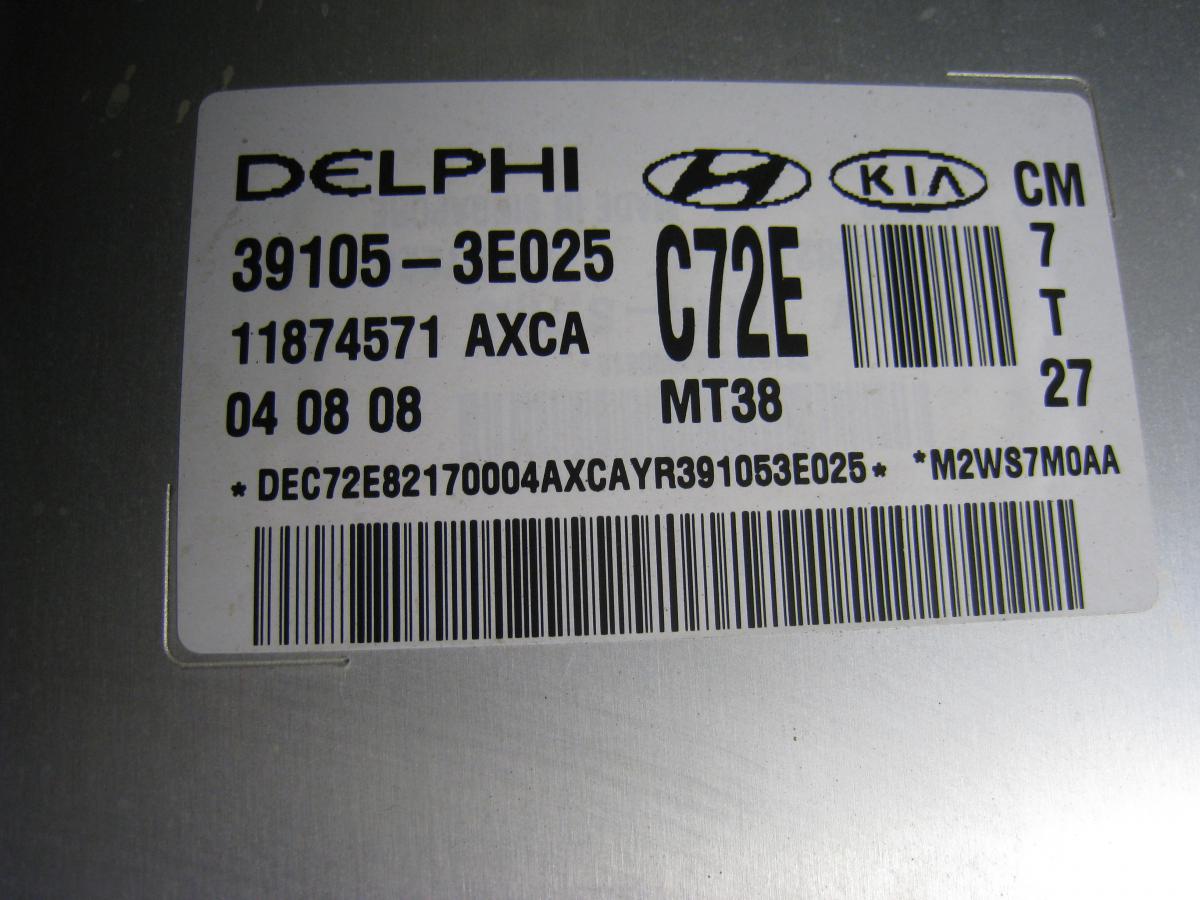 DELPHI KIA CM
39105-3E025 C72E 7
11874571 AXCA T
04 08 08 MT38 27
*DEC72E82170004AXCAYR391053E025* *M2WS7M0AA